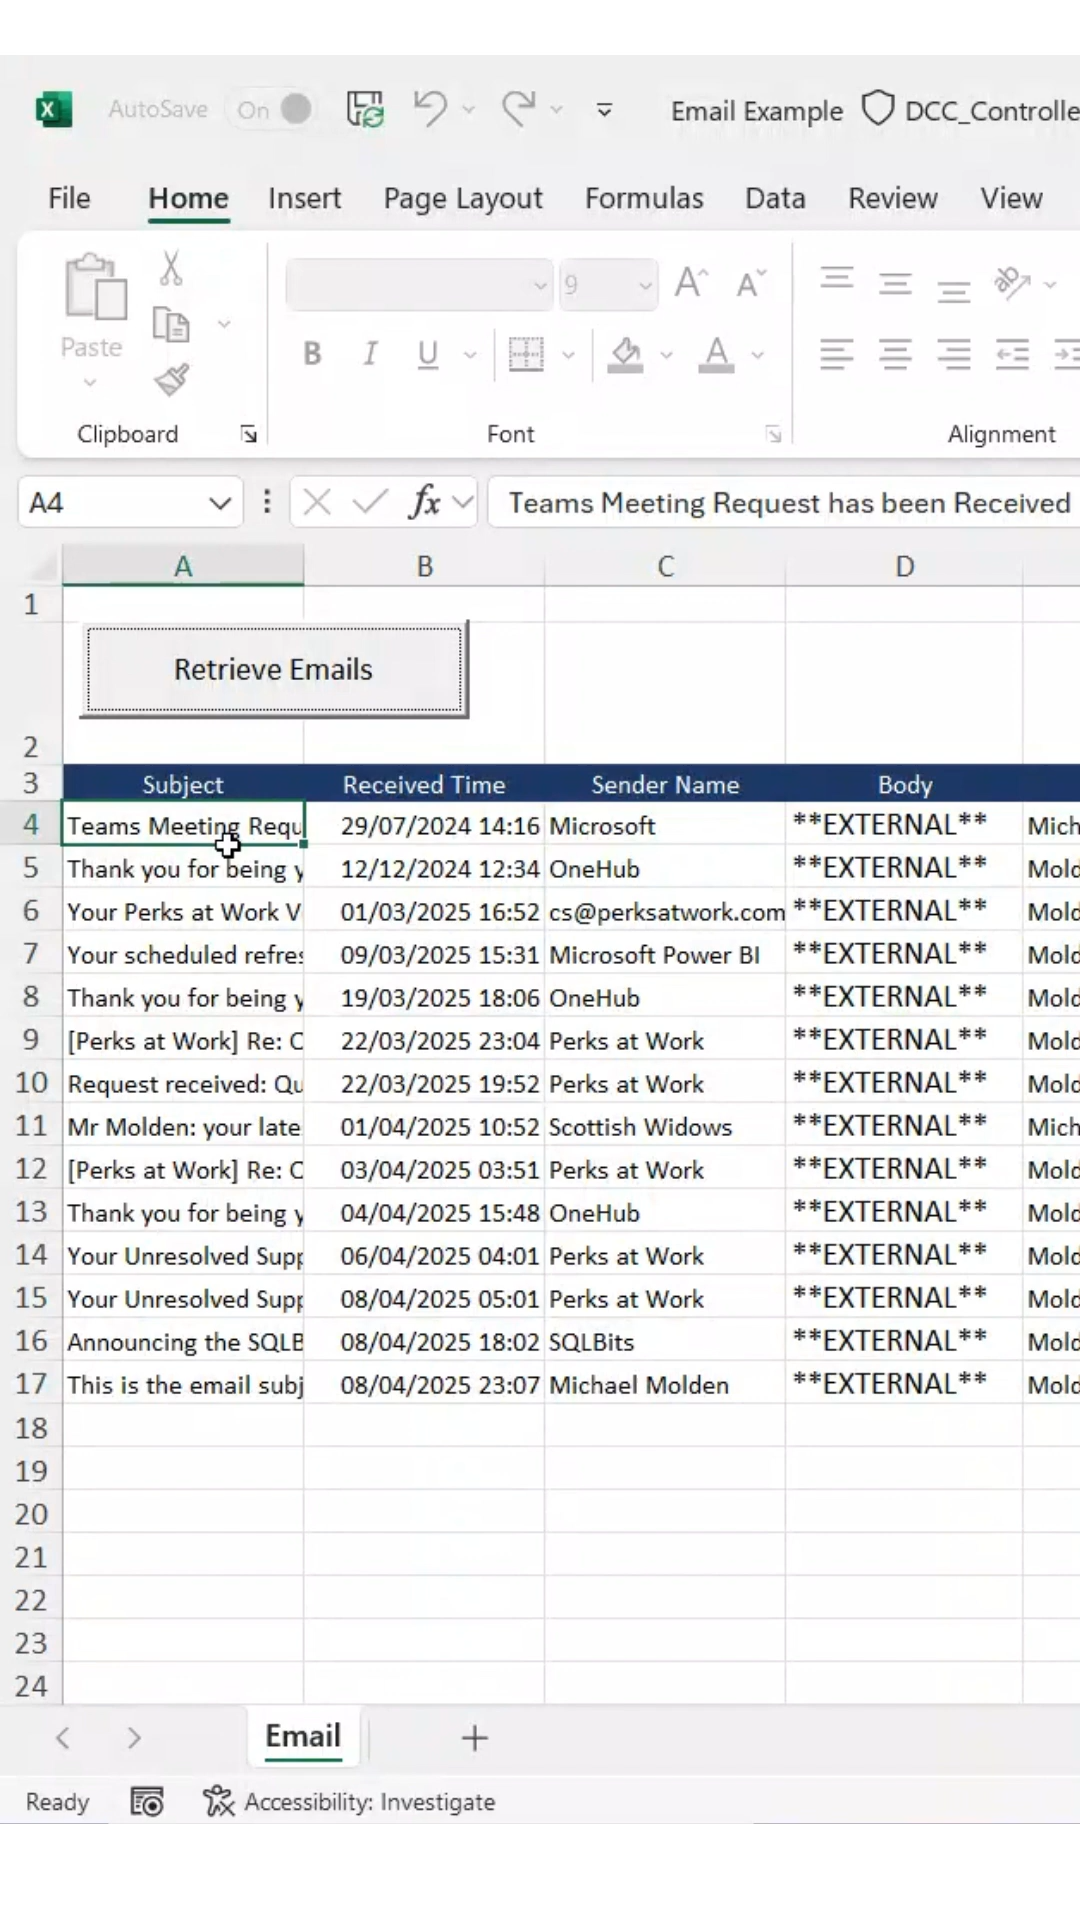 AutoSave On Email Example DCC_Controlle
File Home Insert Page Layout Formulas Data Review View
Paste
9
B I U A
Clipboard Font Alignment
A4 fx Teams Meeting Request has been Received
A B C D
1
Retrieve Emails
2
3 Subject Received Time Sender Name Body
4 Teams Meeting Requ 29/07/2024 14:16 Microsoft **EXTERNAL** Mich
5 Thank you for being y 12/12/2024 12:34 OneHub **EXTERNAL** Mold
6 Your Perks at Work V 01/03/2025 16:52 cs@perksatwork.com **EXTERNAL** Mold
7 Your scheduled refres 09/03/2025 15:31 Microsoft Power BI **EXTERNAL** Mold
8 Thank you for being y 19/03/2025 18:06 OneHub **EXTERNAL** Mold
9 [Perks at Work] Re: C 22/03/2025 23:04 Perks at Work **EXTERNAL** Mold
10 Request received: Qu 22/03/2025 19:52 Perks at Work **EXTERNAL** Mold
11 Mr Molden: your late 01/04/2025 10:52 Scottish Widows **EXTERNAL** Mich
12 [Perks at Work] Re: C 03/04/2025 03:51 Perks at Work **EXTERNAL** Mold
13 Thank you for being y 04/04/2025 15:48 OneHub **EXTERNAL** Mold
14 Your Unresolved Supp 06/04/2025 04:01 Perks at Work **EXTERNAL** Mold
15 Your Unresolved Supp 08/04/2025 05:01 Perks at Work **EXTERNAL** Mold
16 Announcing the SQLB 08/04/2025 18:02 SQLBits **EXTERNAL** Mold
17 This is the email subj 08/04/2025 23:07 Michael Molden **EXTERNAL** Mold
18
19
20
21
22
23
24
Email
Ready Accessibility: Investigate